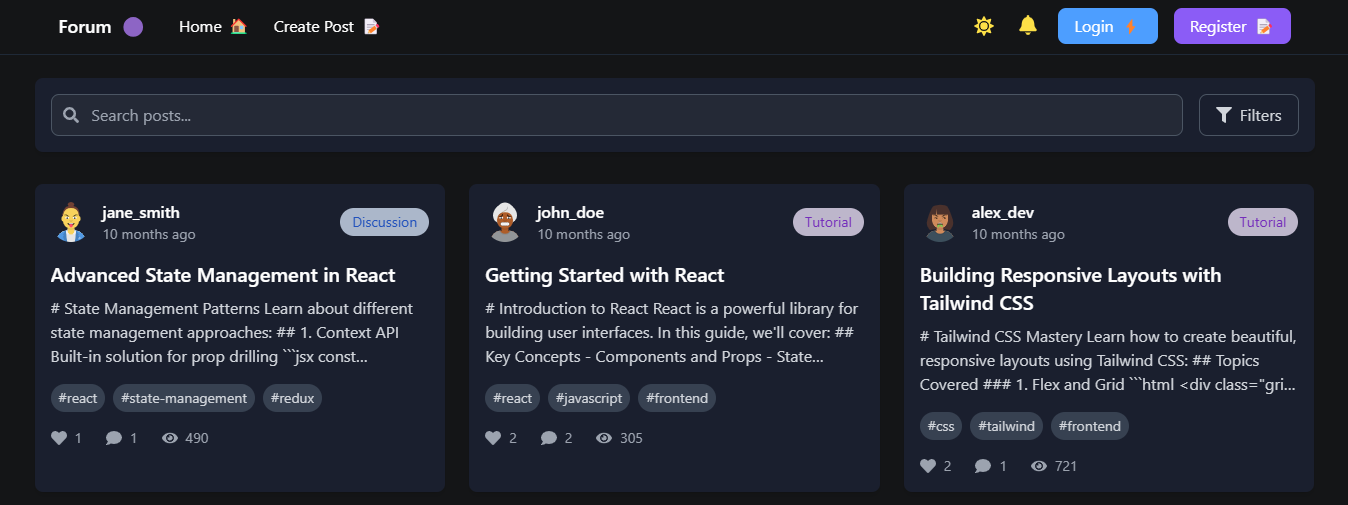 Forum Home Create Post Login Register
Search posts... Filters
jane_smith
10 months ago
Discussion
Advanced State Management in React
# State Management Patterns Learn about different
state management approaches: ## 1. Context API
Built-in solution for prop drilling ```jsx const...
#react #state-management #redux
1 1 490
john_doe
10 months ago
Tutorial
Getting Started with React
# Introduction to React React is a powerful library for
building user interfaces. In this guide, we'll cover: ##
Key Concepts - Components and Props - State...
#react #javascript #frontend
2 2 305
alex_dev
10 months ago
Tutorial
Building Responsive Layouts with
Tailwind CSS
# Tailwind CSS Mastery Learn how to create beautiful,
responsive layouts using Tailwind CSS: ## Topics
Covered ### 1. Flex and Grid ```html <div class="gri...
#css #tailwind #frontend
2 1 721